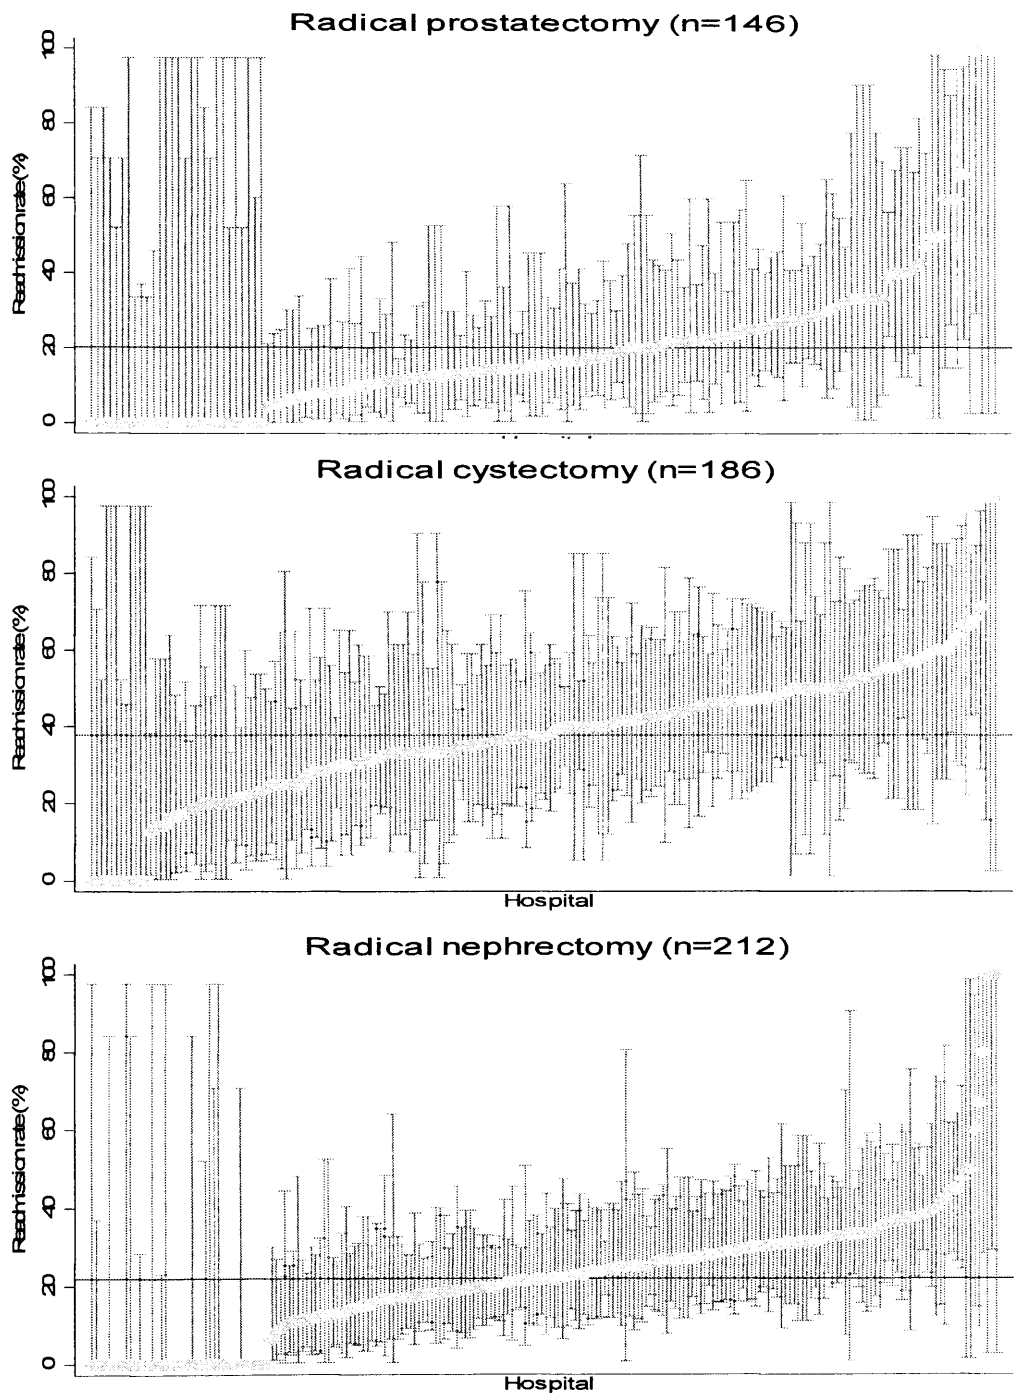 Radical prostatectomy (n=146)
Readmission rate (%)
100
80
60
40
20
0
Radical cystectomy (n=186)
Readmission rate (%)
100
80
60
40
20
0
Hospital
Radical nephrectomy (n=212)
Readmission rate (%)
100
80
60
40
20
0
Hospital